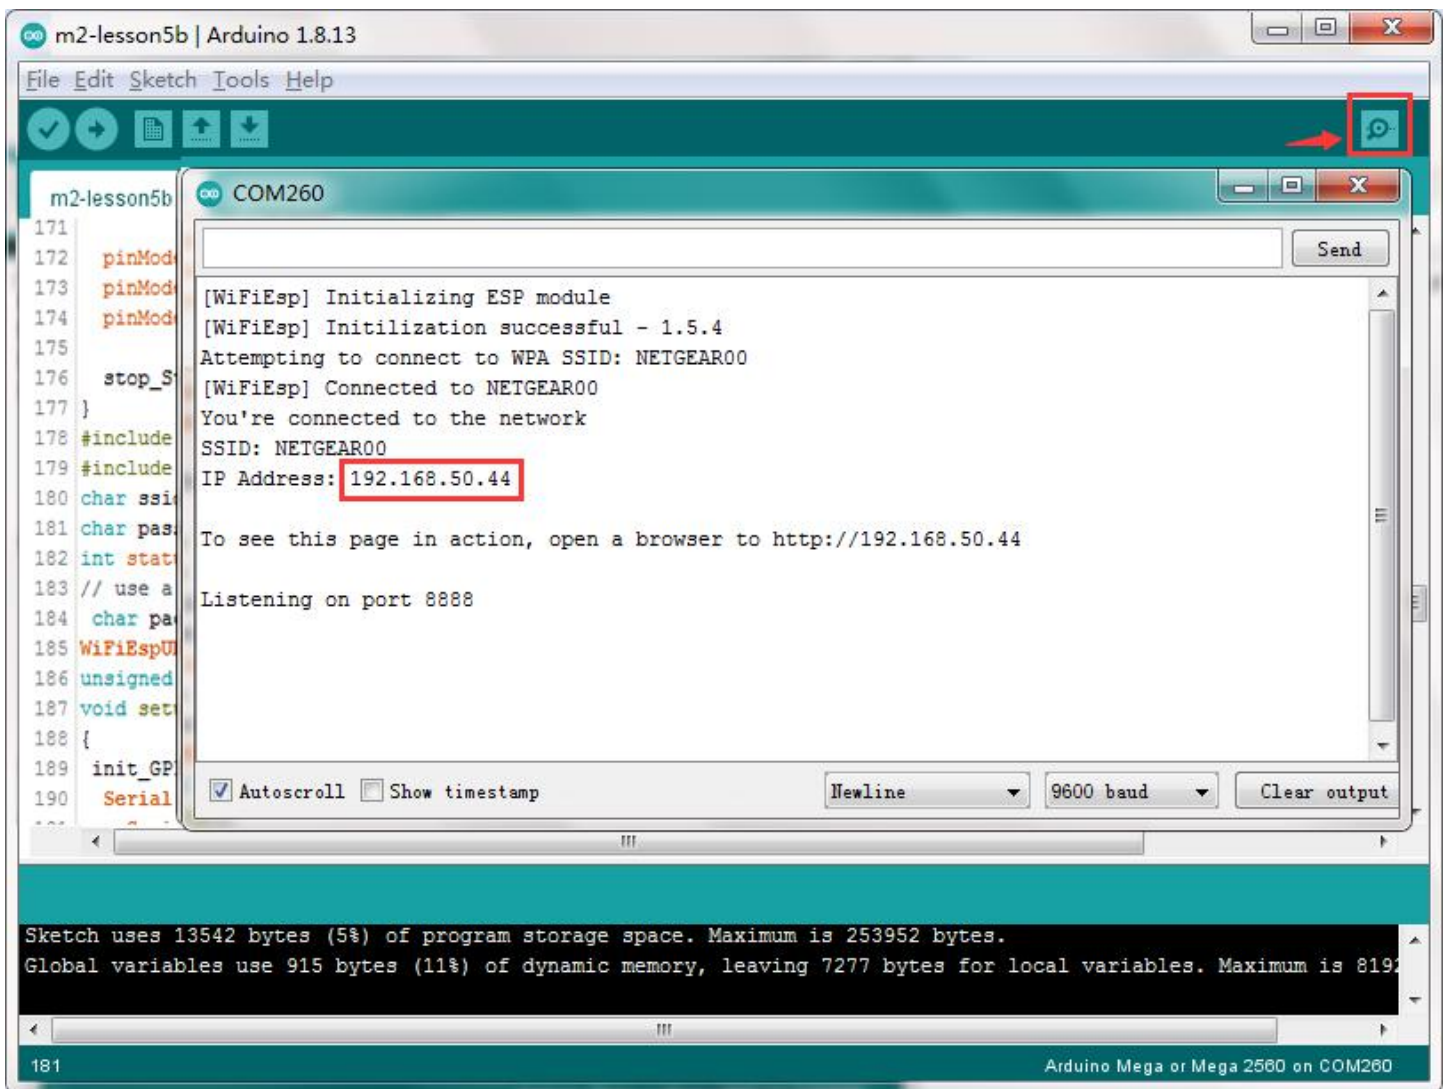 m2-lesson5b | Arduino 1.8.13
File Edit Sketch Tools Help
m2-lesson5b
COM260
Send
171
172 pinMod
173 pinMod
174 pinMod
175
176 stop_S
177 }
178 #include
179 #include
180 char ssi
181 char pas
182 int stat
183 // use a
184 char pa
185 WiFiEspU
186 unsigned
187 void set
188 {
189 init_GP
190 Serial
[WiFiEsp] Initializing ESP module
[WiFiEsp] Initilization successful - 1.5.4
Attempting to connect to WPA SSID: NETGEAR00
[WiFiEsp] Connected to NETGEAR00
You're connected to the network
SSID: NETGEAR00
IP Address: 192.168.50.44
To see this page in action, open a browser to http://192.168.50.44
Listening on port 8888
Autoscroll Show timestamp Newline 9600 baud Clear output
Sketch uses 13542 bytes (5%) of program storage space. Maximum is 253952 bytes.
Global variables use 915 bytes (11%) of dynamic memory, leaving 7277 bytes for local variables. Maximum is 819
181 Arduino Mega or Mega 2560 on COM260